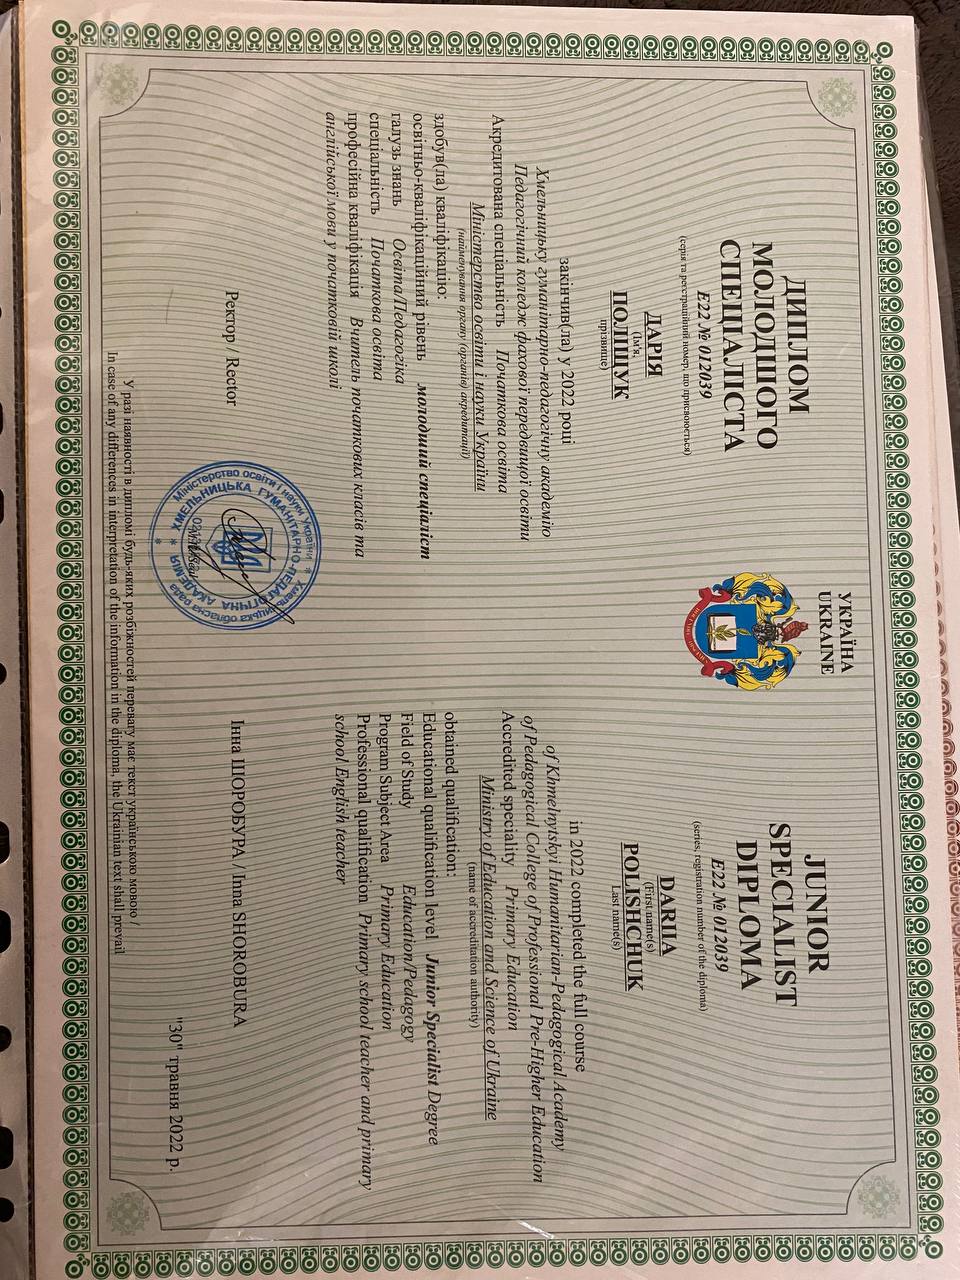 УКРАЇНА
UKRAINE
ДИПЛОМ
МОЛОДШОГО
СПЕЦІАЛІСТА
E22 № 012039
(серія та реєстраційний номер, що присвоюється)
ДАРІЯ
(ім'я,
ПОЛІЩУК
прізвище)
закінчив(ла) у 2022 році
Хмельницьку гуманітарно-педагогічну академію
Педагогічний коледж фахової передвищої освіти
Акредитована спеціальність Початкова освіта
Міністерство освіти і науки України
(найменування органу (органів) акредитації)
здобув(ла) кваліфікацію:
освітньо-кваліфікаційний рівень молодший спеціаліст
галузь знань Освіта/Педагогіка
спеціальність Початкова освіта
професійна кваліфікація Вчитель початкових класів та
англійської мови у початковій школі
JUNIOR
SPECIALIST
DIPLOMA
E22 № 012039
(series, registration number of the diploma)
DARIIA
(First name(s)
POLISHCHUK
Last name(s)
in 2022 completed the full course
of Khmelnytskyi Humanitarian-Pedagogical Academy
of Pedagogical College of Professional Pre-Higher Education
Accredited speciality Primary Education
Ministry of Education and Science of Ukraine
(name of accreditation authority)
obtained qualification:
Educational qualification level Junior Specialist Degree
Field of Study Education/Pedagogy
Program Subject Area Primary Education
Professional qualification Primary school teacher and primary
school English teacher
Ректор / Rector
Інна ШОРОБУРА / Inna SHOROBURA
Міністерство освіти і науки України * Хмельницька обласна рада
ХМЕЛЬНИЦЬКА ГУМАНІТАРНО-ПЕДАГОГІЧНА АКАДЕМІЯ
"30" травня 2022 р.
У разі наявності в дипломі будь-яких розбіжностей перевагу має текст українською мовою /
In case of any differences in interpretation of the information in the diploma, the Ukrainian text shall prevail